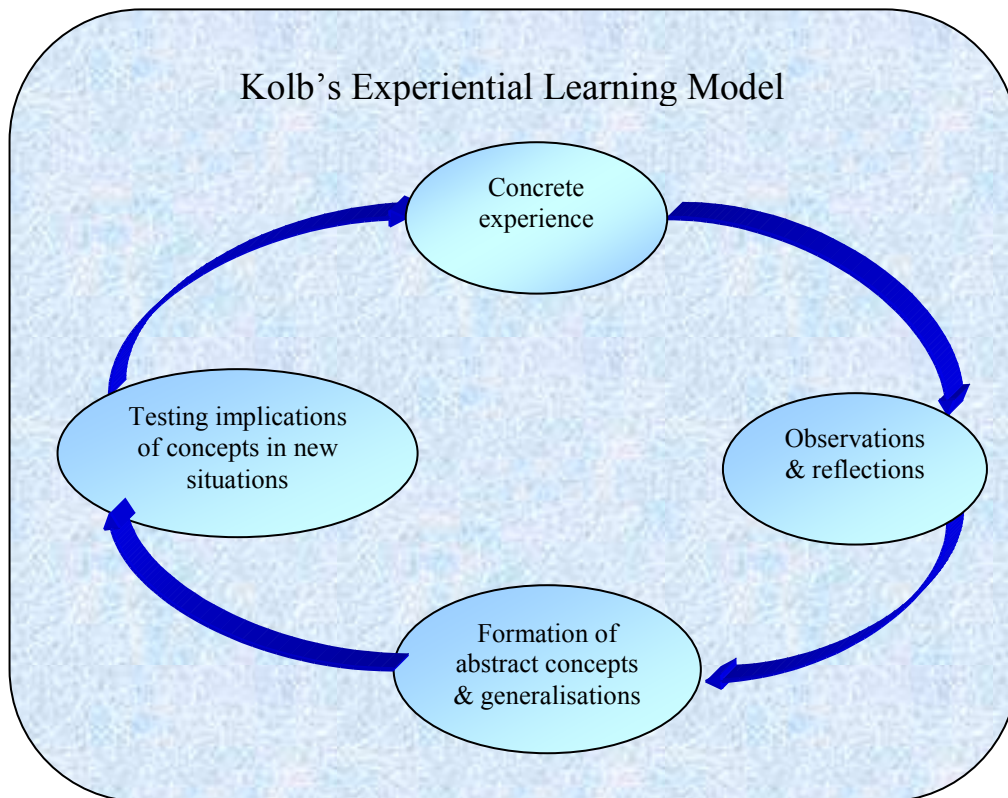 Kolb’s Experiential Learning Model
Concrete
experience
Observations
& reflections
Formation of
abstract concepts
& generalisations
Testing implications
of concepts in new
situations